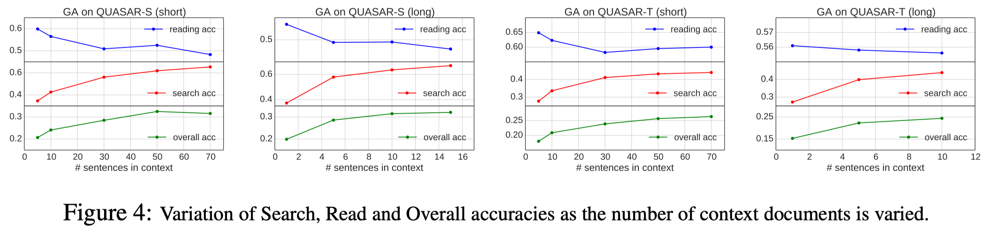 GA on QUASAR-S (short)
0.6
0.5
reading acc
0.6
0.4
search acc
0.3
0.2
overall acc
0 10 20 30 40 50 60 70
# sentences in context
GA on QUASAR-S (long)
0.5
reading acc
0.6
0.4
search acc
0.3
0.2
overall acc
0 2 4 6 8 10 12 14 16
# sentences in context
GA on QUASAR-T (short)
0.65
0.60
reading acc
0.4
0.3
search acc
0.25
0.20
overall acc
0 10 20 30 40 50 60 70
# sentences in context
GA on QUASAR-T (long)
0.57
0.56
reading acc
0.4
0.3
search acc
0.25
0.15
overall acc
0 2 4 6 8 10 12
# sentences in context
Figure 4: Variation of Search, Read and Overall accuracies as the number of context documents is varied.